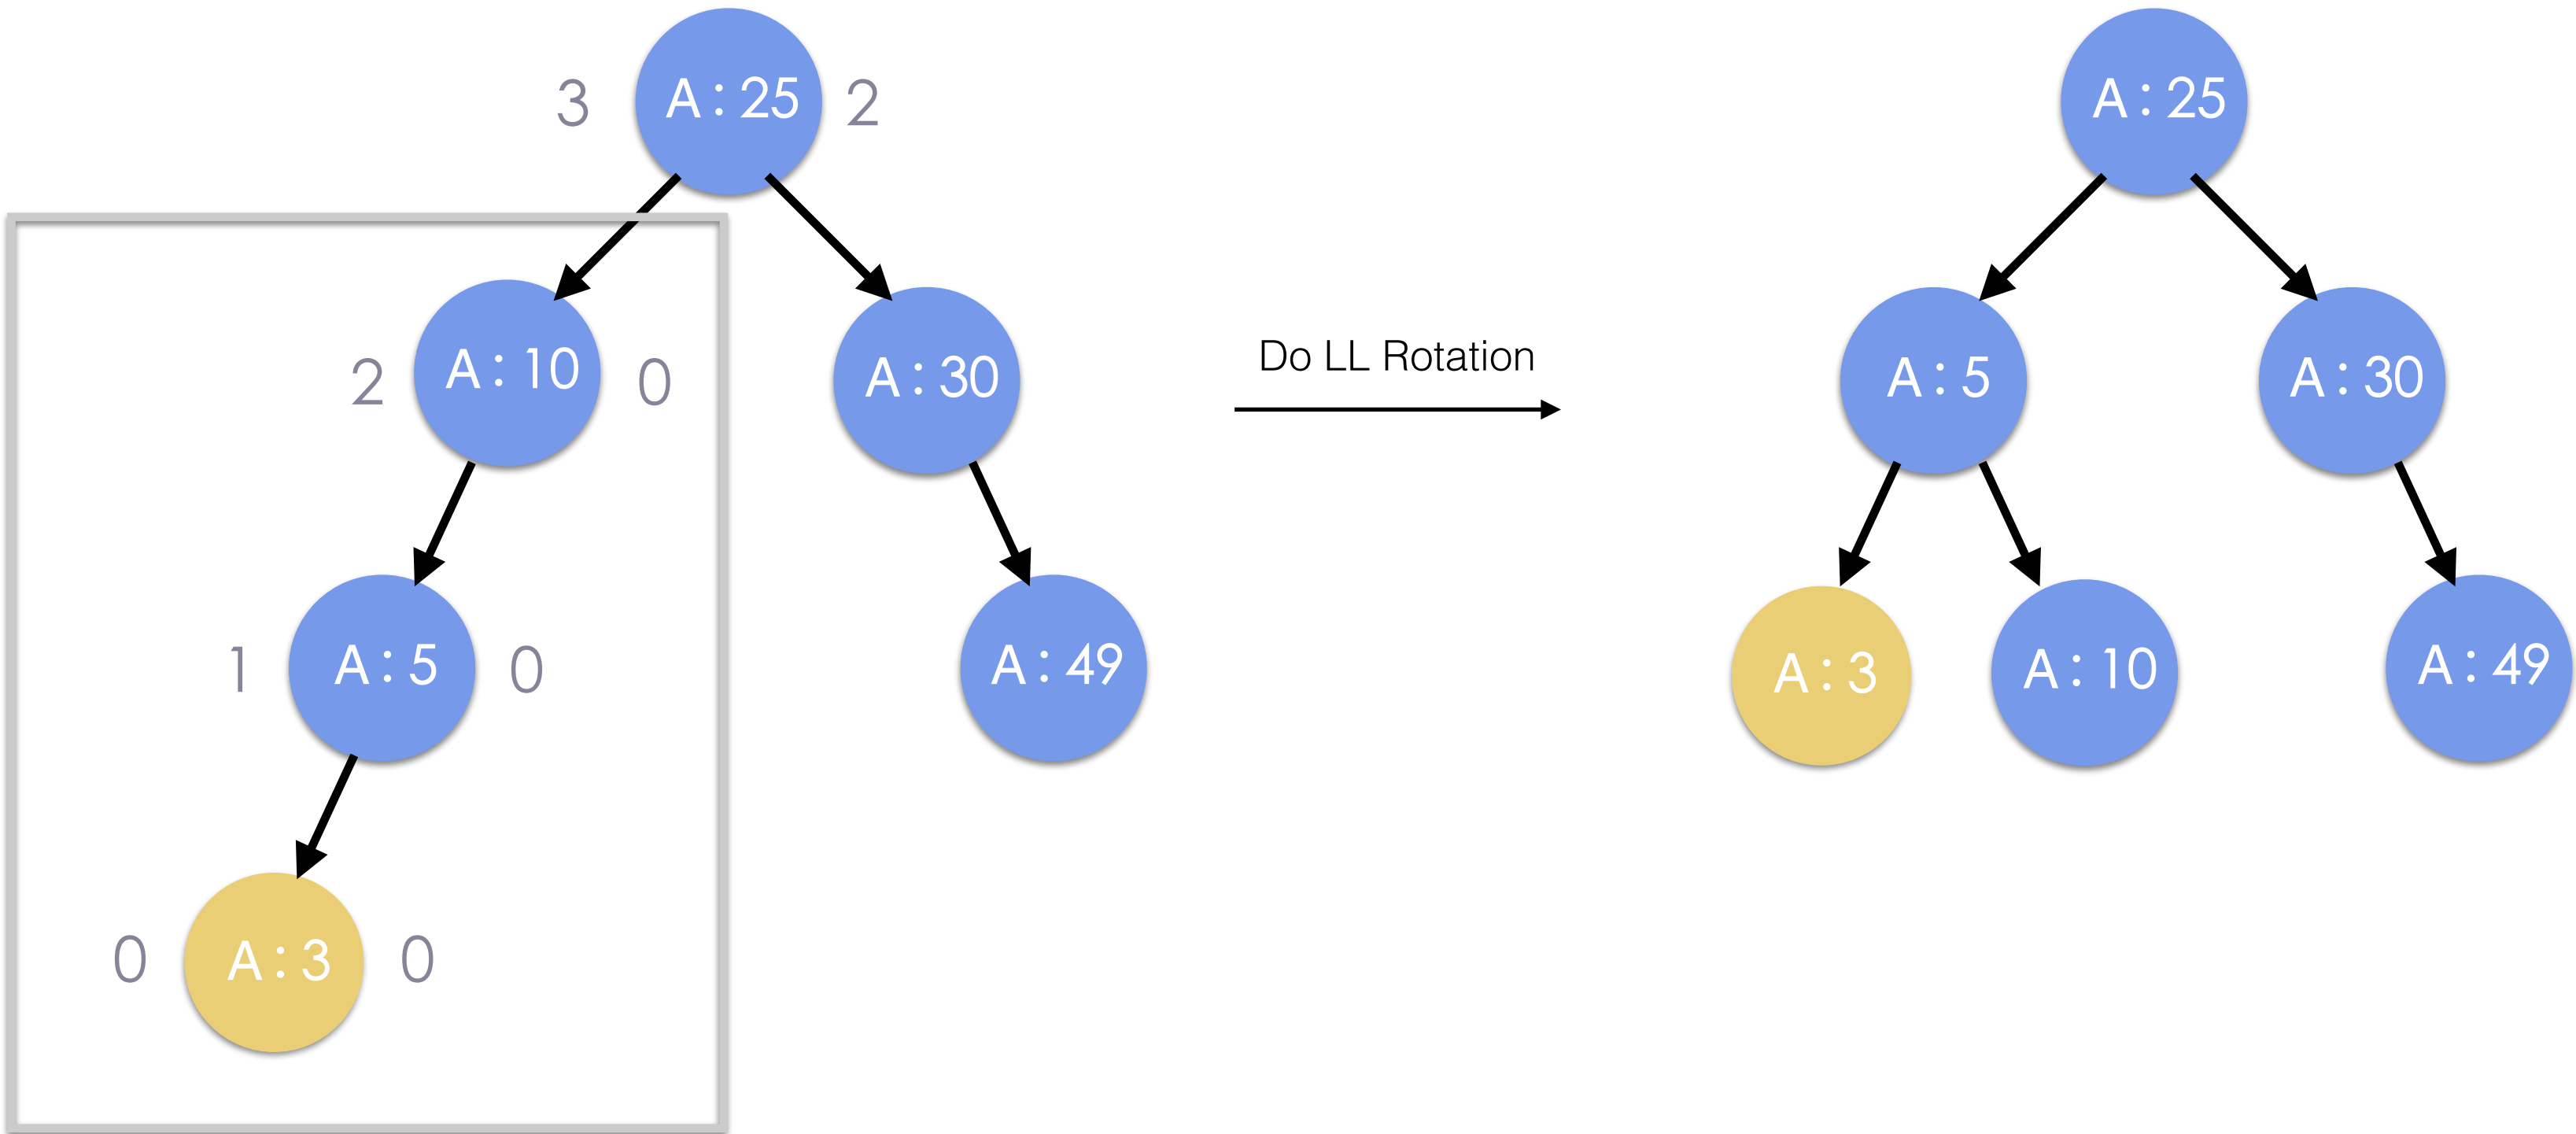 3 A : 25 2
A : 25
2 A : 10 0
A : 30
Do LL Rotation
A : 5
A : 30
1 A : 5 0
A : 49
A : 3
A : 10
A : 49
0 A : 3 0